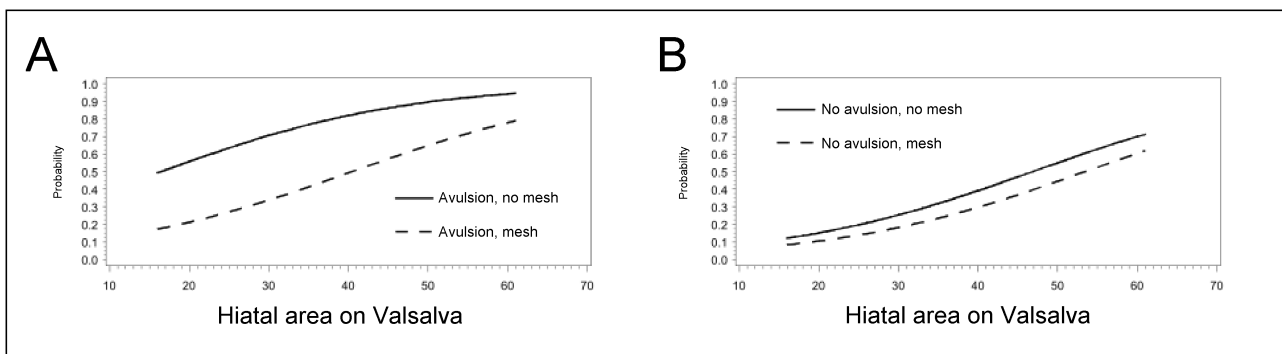 A
Probability
1.0
0.9
0.8
0.7
0.6
0.5
0.4
0.3
0.2
0.1
0.0
Avulsion, no mesh
Avulsion, mesh
10 20 30 40 50 60 70
Hiatal area on Valsalva
B
Probability
1.0
0.9
0.8
0.7
0.6
0.5
0.4
0.3
0.2
0.1
0.0
No avulsion, no mesh
No avulsion, mesh
10 20 30 40 50 60 70
Hiatal area on Valsalva